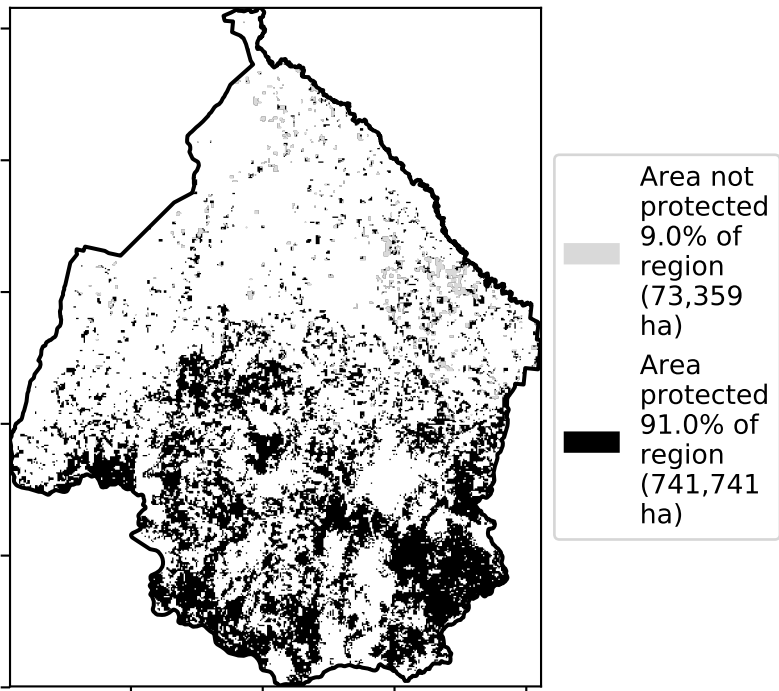 Area not
protected
9.0% of
region
(73,359
ha)
Area
protected
91.0% of
region
(741,741
ha)